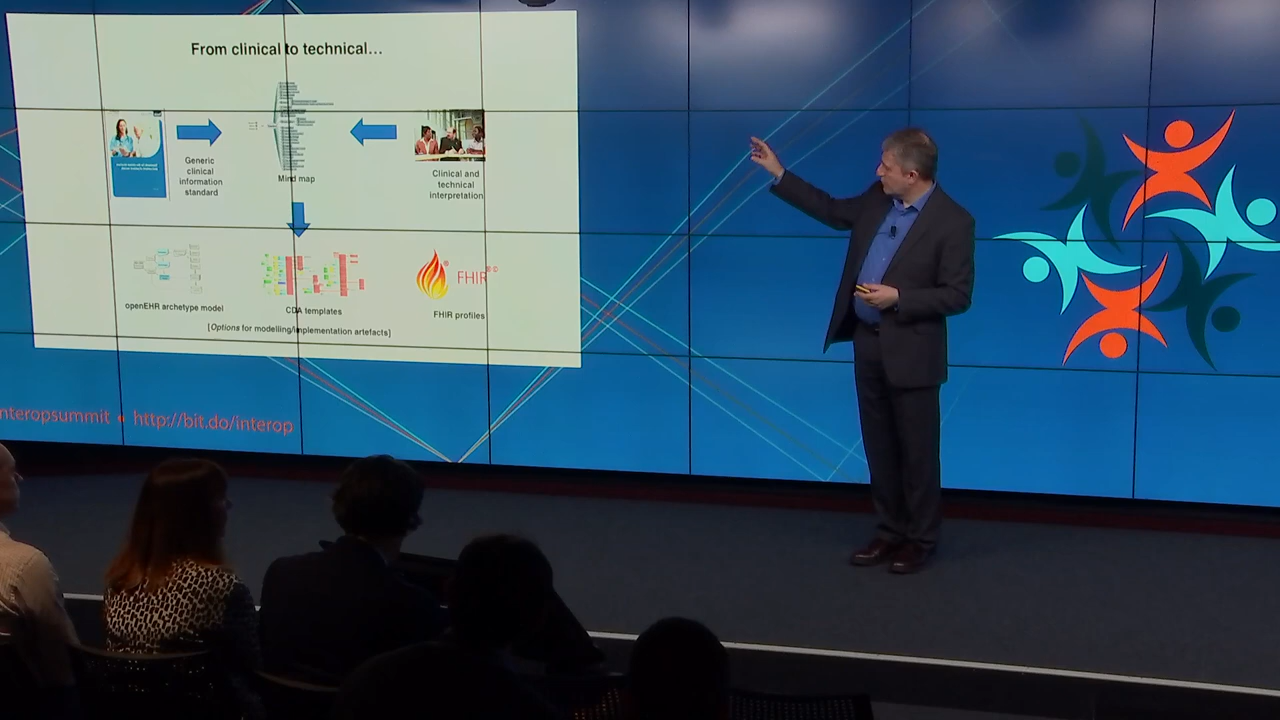 From clinical to technical...
Generic
clinical
information
standard
Mind map
Clinical and
technical
interpretation
openEHR archetype model
CDA templates
FHIR
FHIR profiles
[Options for modelling/implementation artefacts]
nteropsummit • http://bit.do/interop